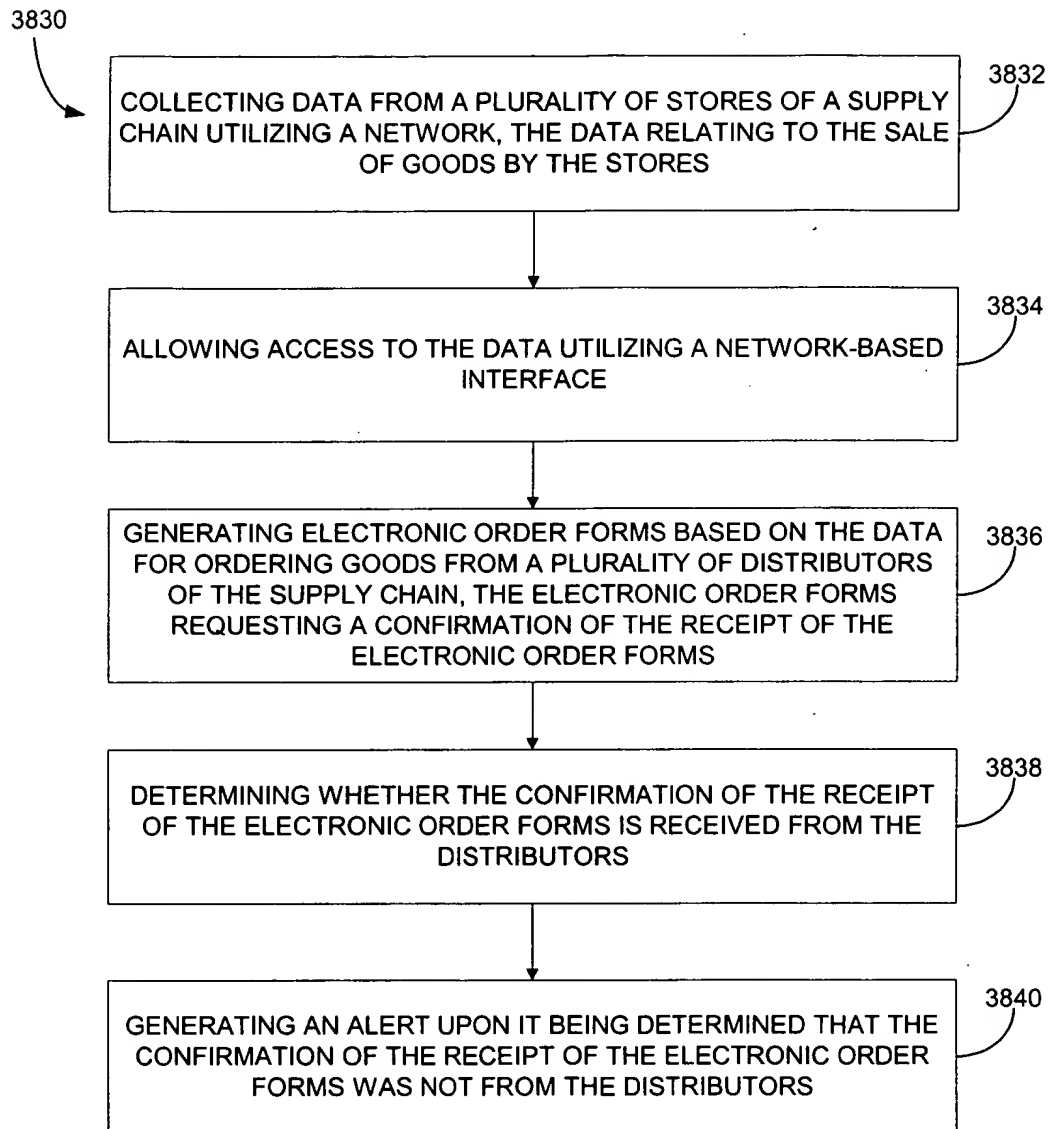 3830
3832
COLLECTING DATA FROM A PLURALITY OF STORES OF A SUPPLY
CHAIN UTILIZING A NETWORK, THE DATA RELATING TO THE SALE
OF GOODS BY THE STORES
3834
ALLOWING ACCESS TO THE DATA UTILIZING A NETWORK-BASED
INTERFACE
3836
GENERATING ELECTRONIC ORDER FORMS BASED ON THE DATA
FOR ORDERING GOODS FROM A PLURALITY OF DISTRIBUTORS
OF THE SUPPLY CHAIN, THE ELECTRONIC ORDER FORMS
REQUESTING A CONFIRMATION OF THE RECEIPT OF THE
ELECTRONIC ORDER FORMS
3838
DETERMINING WHETHER THE CONFIRMATION OF THE RECEIPT
OF THE ELECTRONIC ORDER FORMS IS RECEIVED FROM THE
DISTRIBUTORS
3840
GENERATING AN ALERT UPON IT BEING DETERMINED THAT THE
CONFIRMATION OF THE RECEIPT OF THE ELECTRONIC ORDER
FORMS WAS NOT FROM THE DISTRIBUTORS